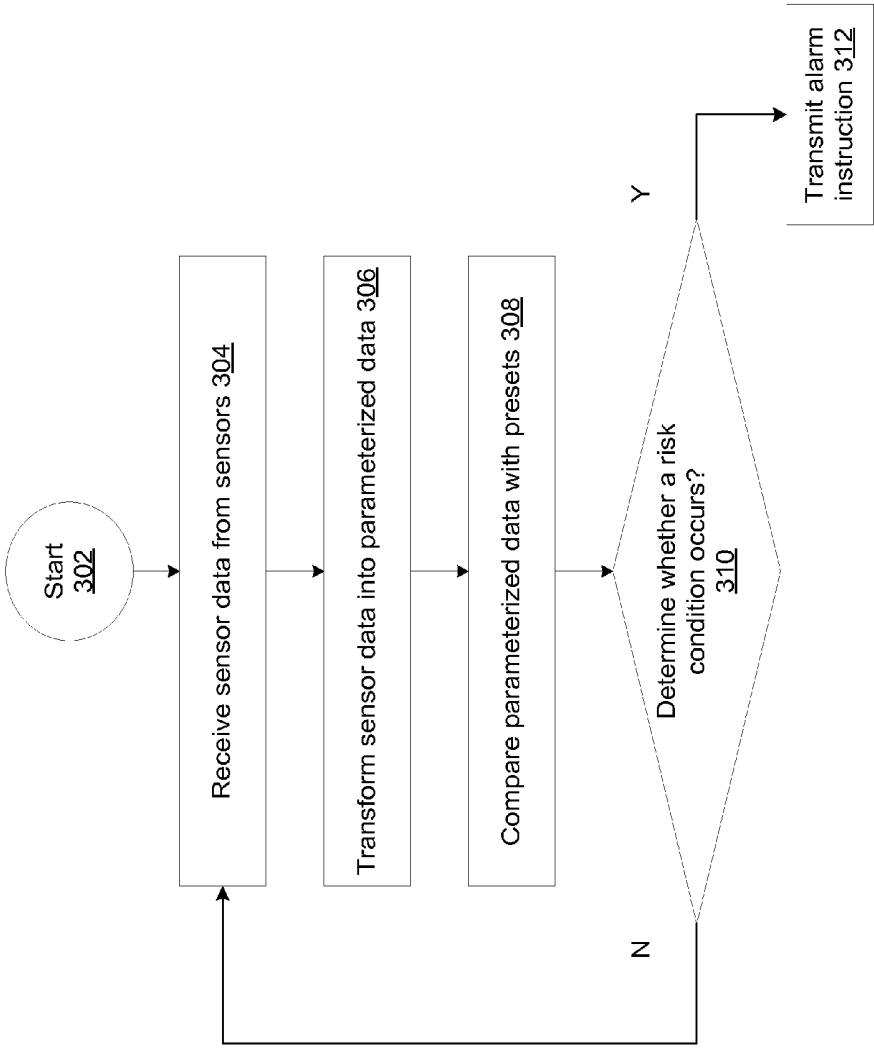 Start
302
Receive sensor data from sensors 304
Transform sensor data into parameterized data 306
Compare parameterized data with presets 308
Determine whether a risk
condition occurs?
310
N
Y
Transmit alarm
instruction 312